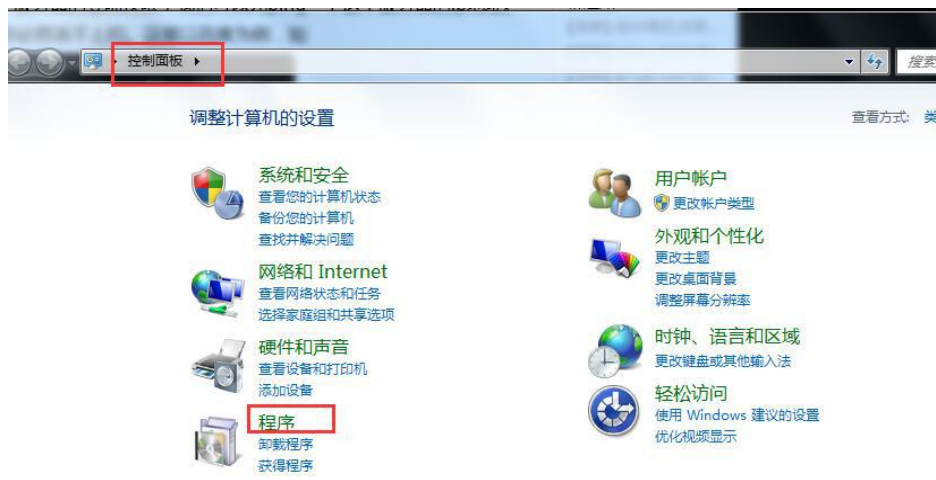 控制面板
搜索
调整计算机的设置
查看方式: 类
系统和安全
查看您的计算机状态
备份您的计算机
查找并解决问题
网络和 Internet
查看网络状态和任务
选择家庭组和共享选项
硬件和声音
查看设备和打印机
添加设备
程序
卸载程序
获得程序
用户帐户
更改帐户类型
外观和个性化
更改主题
更改桌面背景
调整屏幕分辨率
时钟、语言和区域
更改键盘或其他输入法
轻松访问
使用 Windows 建议的设置
优化视频显示